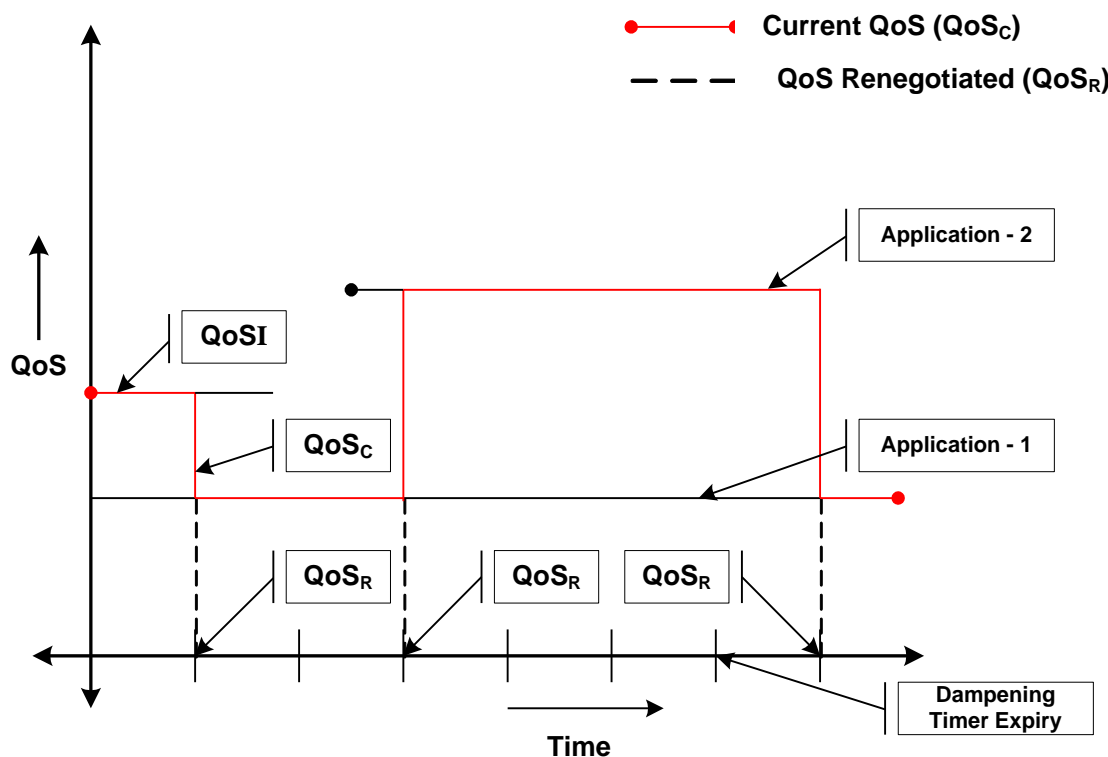 Current QoS (QoSC)
QoS Renegotiated (QoSR)
Application - 2
QoSI
QoS
QoSC
Application - 1
QoSR
QoSR
QoSR
Dampening
Timer Expiry
Time